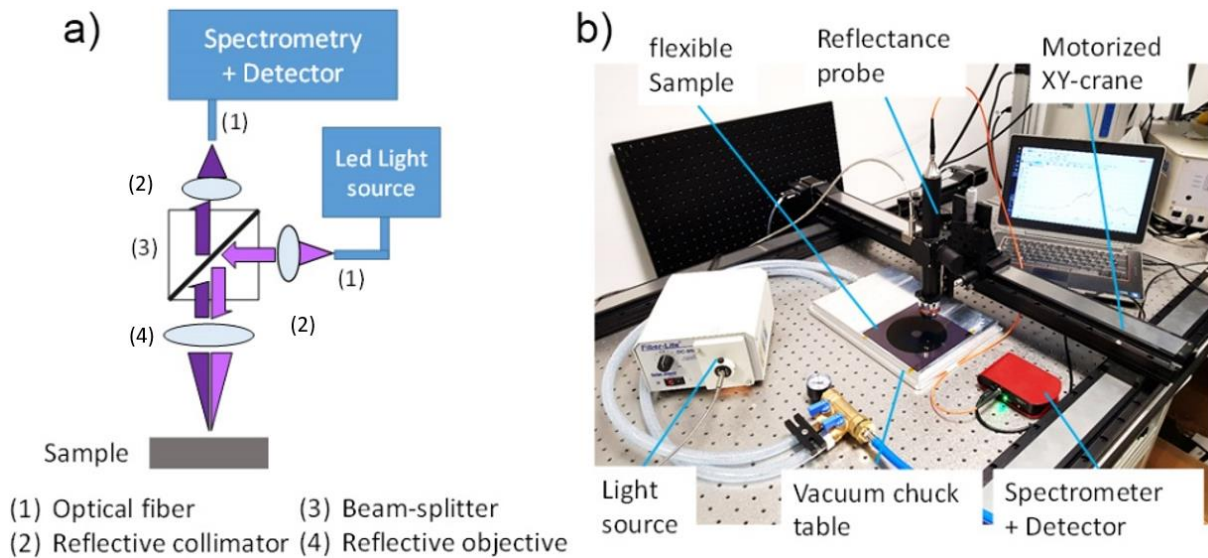 a)
Spectrometry
+ Detector
(1)
Led Light
source
(2)
(3)
(1)
(2)
(4)
Sample
(1) Optical fiber
(3) Beam-splitter
(2) Reflective collimator
(4) Reflective objective
b)
flexible
Sample
Reflectance
probe
Motorized
XY-crane
Fiber-Lite
Light
source
Vacuum chuck
table
Spectrometer
+ Detector